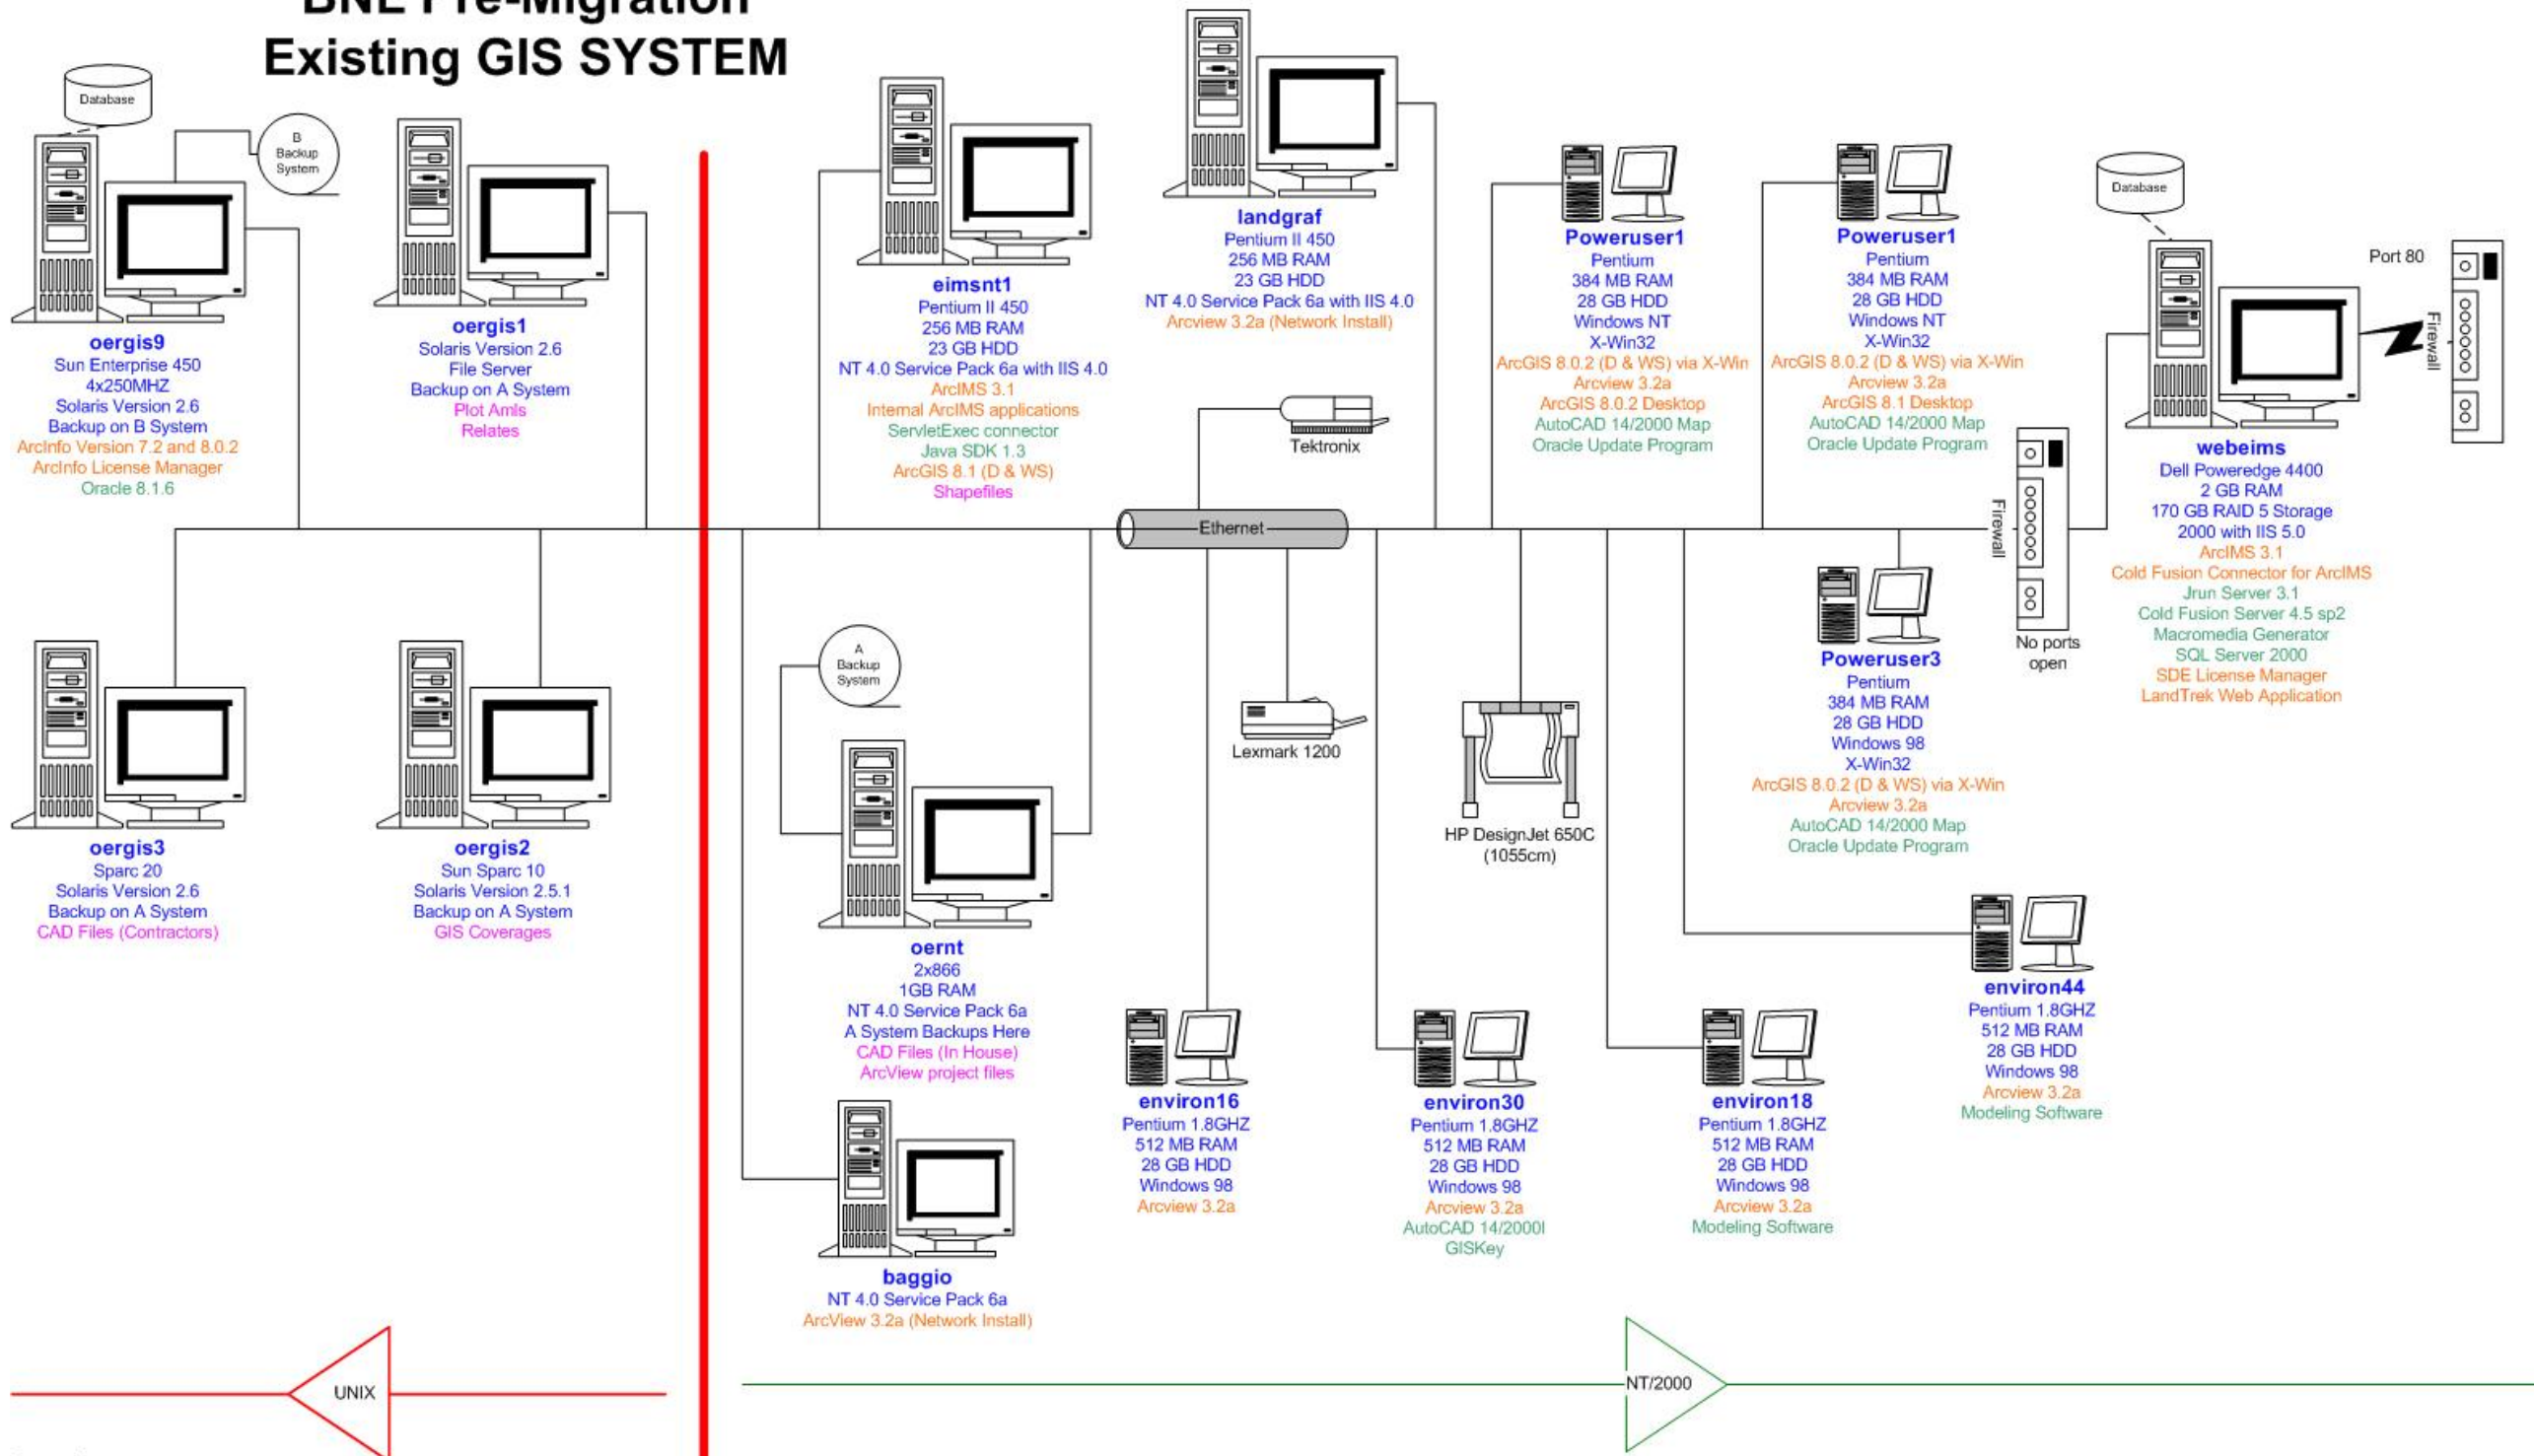 BNL Pre-Migration
Existing GIS SYSTEM
Database
B
Backup
System
oergis9
Sun Enterprise 450
4x250MHZ
Solaris Version 2.6
Backup on B System
ArcInfo Version 7.2 and 8.0.2
ArcInfo License Manager
Oracle 8.1.6
oergis1
Solaris Version 2.6
File Server
Backup on A System
Plot Amls
Relates
eimsnt1
Pentium II 450
256 MB RAM
23 GB HDD
NT 4.0 Service Pack 6a with IIS 4.0
ArcIMS 3.1
Internal ArcIMS applications
ServletExec connector
Java SDK 1.3
ArcGIS 8.1 (D & WS)
Shapefiles
landgraf
Pentium II 450
256 MB RAM
23 GB HDD
NT 4.0 Service Pack 6a with IIS 4.0
Arcview 3.2a (Network Install)
Tektronix
Ethernet
Poweruser1
Pentium
384 MB RAM
28 GB HDD
Windows NT
X-Win32
ArcGIS 8.0.2 (D & WS) via X-Win
Arcview 3.2a
ArcGIS 8.0.2 Desktop
AutoCAD 14/2000 Map
Oracle Update Program
Poweruser1
Pentium
384 MB RAM
28 GB HDD
Windows NT
X-Win32
ArcGIS 8.0.2 (D & WS) via X-Win
Arcview 3.2a
ArcGIS 8.1 Desktop
AutoCAD 14/2000 Map
Oracle Update Program
Database
Port 80
Firewall
webeims
Dell Poweredge 4400
2 GB RAM
170 GB RAID 5 Storage
2000 with IIS 5.0
ArcIMS 3.1
Cold Fusion Connector for ArcIMS
Jrun Server 3.1
Cold Fusion Server 4.5 sp2
Macromedia Generator
SQL Server 2000
SDE License Manager
LandTrek Web Application
Firewall
No ports
open
oergis3
Sparc 20
Solaris Version 2.6
Backup on A System
CAD Files (Contractors)
oergis2
Sun Sparc 10
Solaris Version 2.5.1
Backup on A System
GIS Coverages
A
Backup
System
oernt
2x866
1GB RAM
NT 4.0 Service Pack 6a
A System Backups Here
CAD Files (In House)
ArcView project files
Lexmark 1200
HP DesignJet 650C
(1055cm)
Poweruser3
Pentium
384 MB RAM
28 GB HDD
Windows 98
X-Win32
ArcGIS 8.0.2 (D & WS) via X-Win
Arcview 3.2a
AutoCAD 14/2000 Map
Oracle Update Program
environ16
Pentium 1.8GHZ
512 MB RAM
28 GB HDD
Windows 98
Arcview 3.2a
environ30
Pentium 1.8GHZ
512 MB RAM
28 GB HDD
Windows 98
Arcview 3.2a
AutoCAD 14/2000I
GISKey
environ18
Pentium 1.8GHZ
512 MB RAM
28 GB HDD
Windows 98
Arcview 3.2a
Modeling Software
environ44
Pentium 1.8GHZ
512 MB RAM
28 GB HDD
Windows 98
Arcview 3.2a
Modeling Software
baggio
NT 4.0 Service Pack 6a
ArcView 3.2a (Network Install)
UNIX
NT/2000